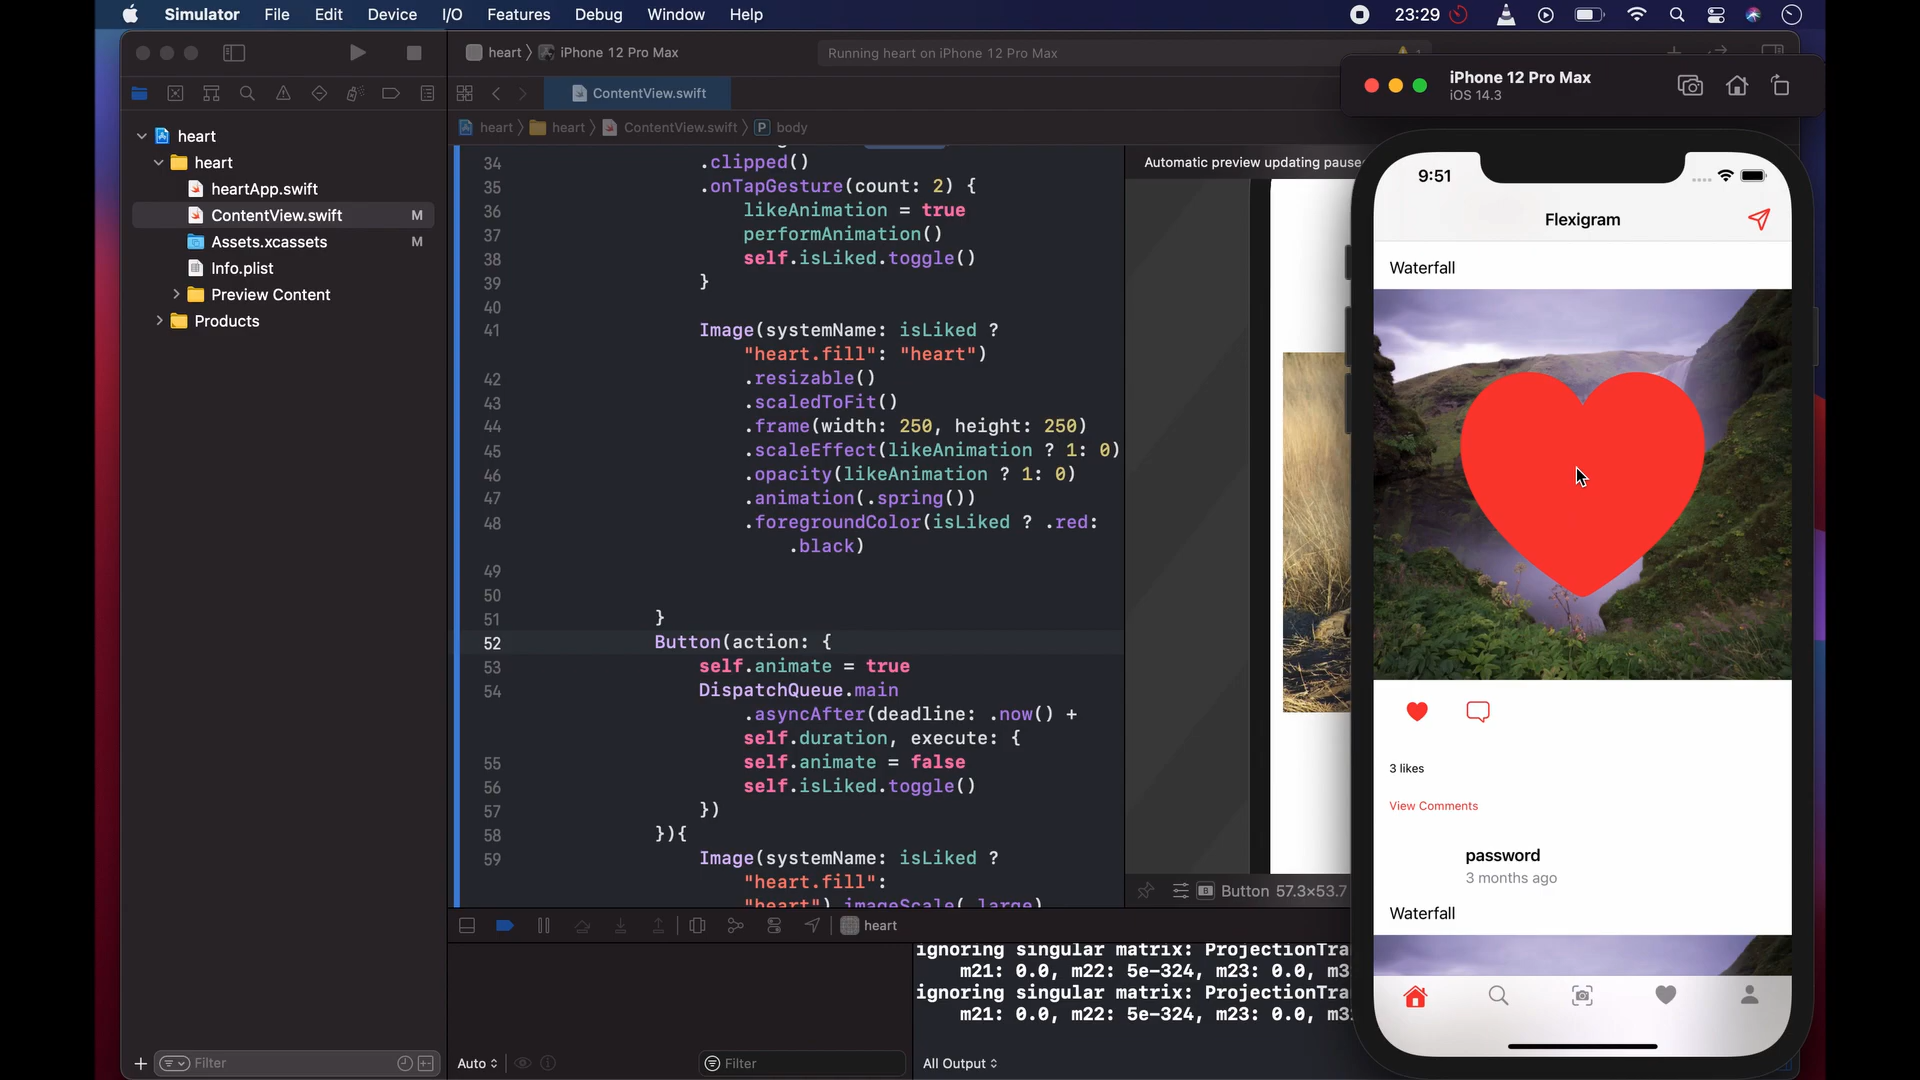 Simulator File Edit Device I/O Features Debug Window Help
23:29
heart iPhone 12 Pro Max
Running heart on iPhone 12 Pro Max
iPhone 12 Pro Max
iOS 14.3
ContentView.swift
heart heart ContentView.swift P body
heart
heart
heartApp.swift
ContentView.swift M
Assets.xcassets M
Info.plist
Preview Content
Products
34 .clipped()
35 .onTapGesture(count: 2) {
36 likeAnimation = true
37 performAnimation()
38 self.isLiked.toggle()
39 }
40
41 Image(systemName: isLiked ?
"heart.fill": "heart")
42 .resizable()
43 .scaledToFit()
44 .frame(width: 250, height: 250)
45 .scaleEffect(likeAnimation ? 1: 0)
46 .opacity(likeAnimation ? 1: 0)
47 .animation(.spring())
48 .foregroundColor(isLiked ? .red:
.black)
49
50
51 }
52 Button(action: {
53 self.animate = true
54 DispatchQueue.main
.asyncAfter(deadline: .now() +
self.duration, execute: {
55 self.animate = false
56 self.isLiked.toggle()
57 })
58 }){
59 Image(systemName: isLiked ?
"heart.fill":
"heart").imageScale(.large)
Automatic preview updating pause
B Button 57.3×53.7
9:51
Flexigram
Waterfall
3 likes
View Comments
password
3 months ago
Waterfall
heart
ignoring singular matrix: ProjectionTra
m21: 0.0, m22: 5e-324, m23: 0.0, m3
ignoring singular matrix: ProjectionTra
m21: 0.0, m22: 5e-324, m23: 0.0, m3
Filter
Auto
Filter
All Output